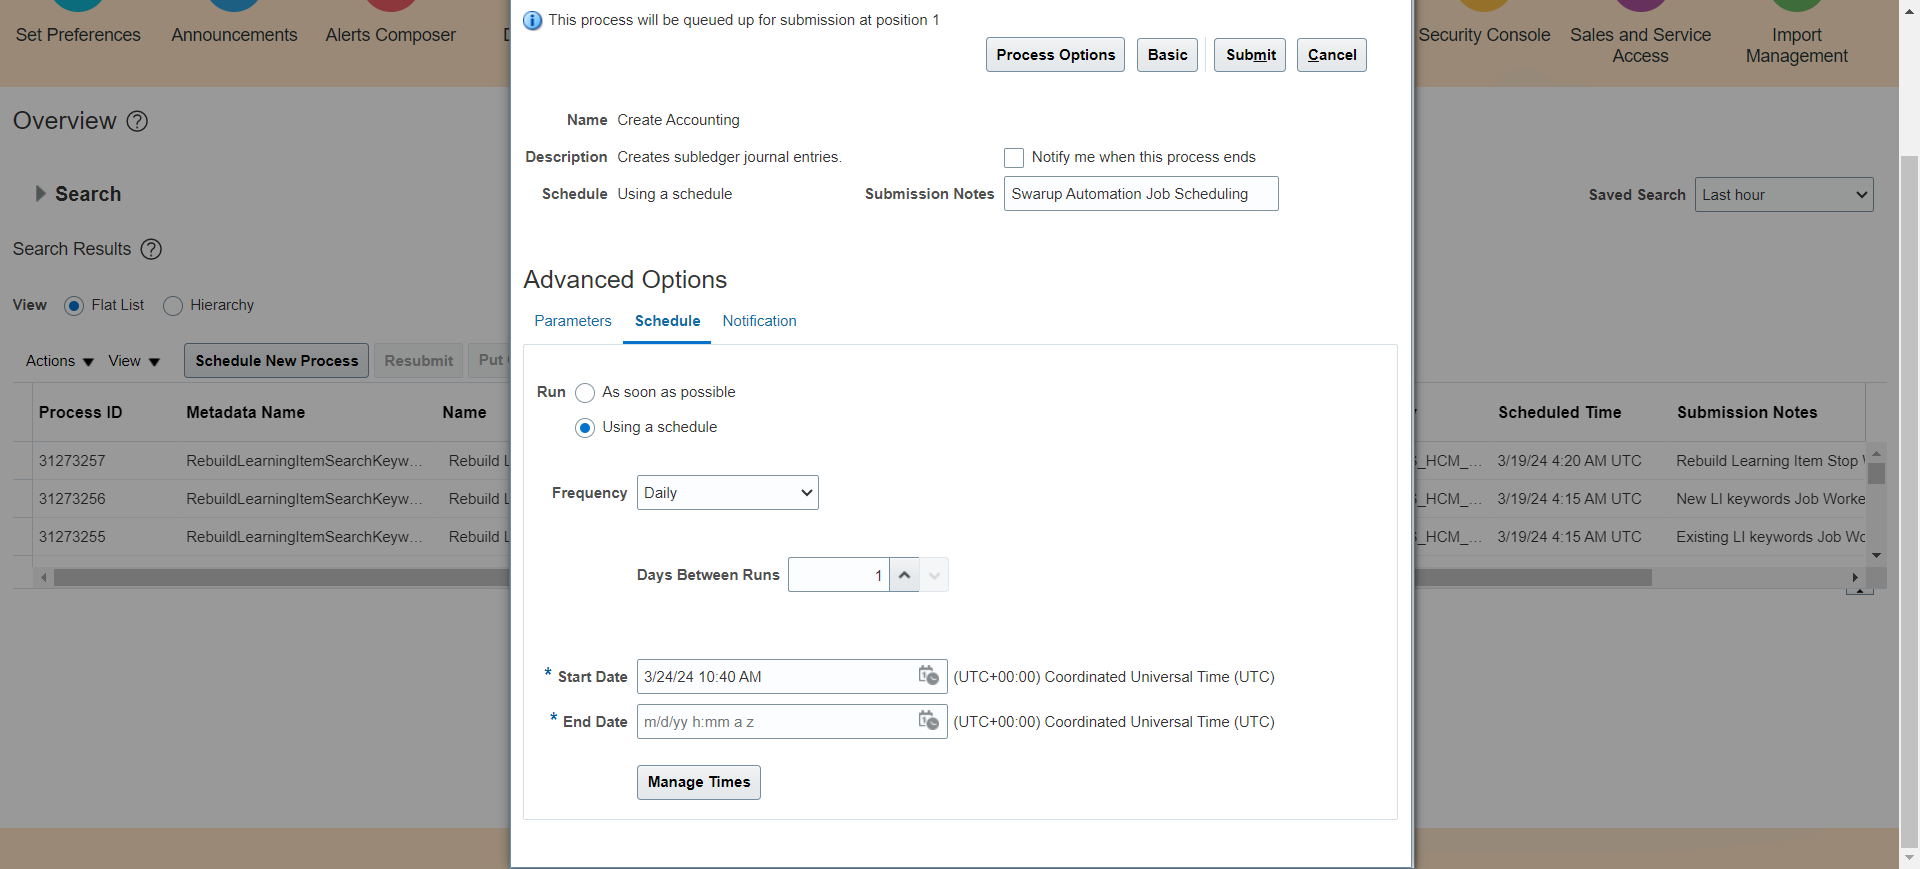 Set Preferences
Announcements
Alerts Composer
Security Console
Sales and Service
Access
Import
Management
Overview
Search
Saved Search Last hour
Search Results
View Flat List Hierarchy
Actions View Schedule New Process Resubmit Put
Process ID Metadata Name Name Scheduled Time Submission Notes
31273257 RebuildLearningItemSearchKeyw... Rebuild _HCM_... 3/19/24 4:20 AM UTC Rebuild Learning Item Stop
31273256 RebuildLearningItemSearchKeyw... Rebuild _HCM_... 3/19/24 4:15 AM UTC New LI keywords Job Worke
31273255 RebuildLearningItemSearchKeyw... Rebuild _HCM_... 3/19/24 4:15 AM UTC Existing LI keywords Job
This process will be queued up for submission at position 1
Process Options Basic Submit Cancel
Name Create Accounting
Description Creates subledger journal entries.
Notify me when this process ends
Schedule Using a schedule
Submission Notes Swarup Automation Job Scheduling
Advanced Options
Parameters Schedule Notification
Run As soon as possible
Using a schedule
Frequency Daily
Days Between Runs 1
* Start Date 3/24/24 10:40 AM (UTC+00:00) Coordinated Universal Time (UTC)
* End Date m/d/yy h:mm a z (UTC+00:00) Coordinated Universal Time (UTC)
Manage Times